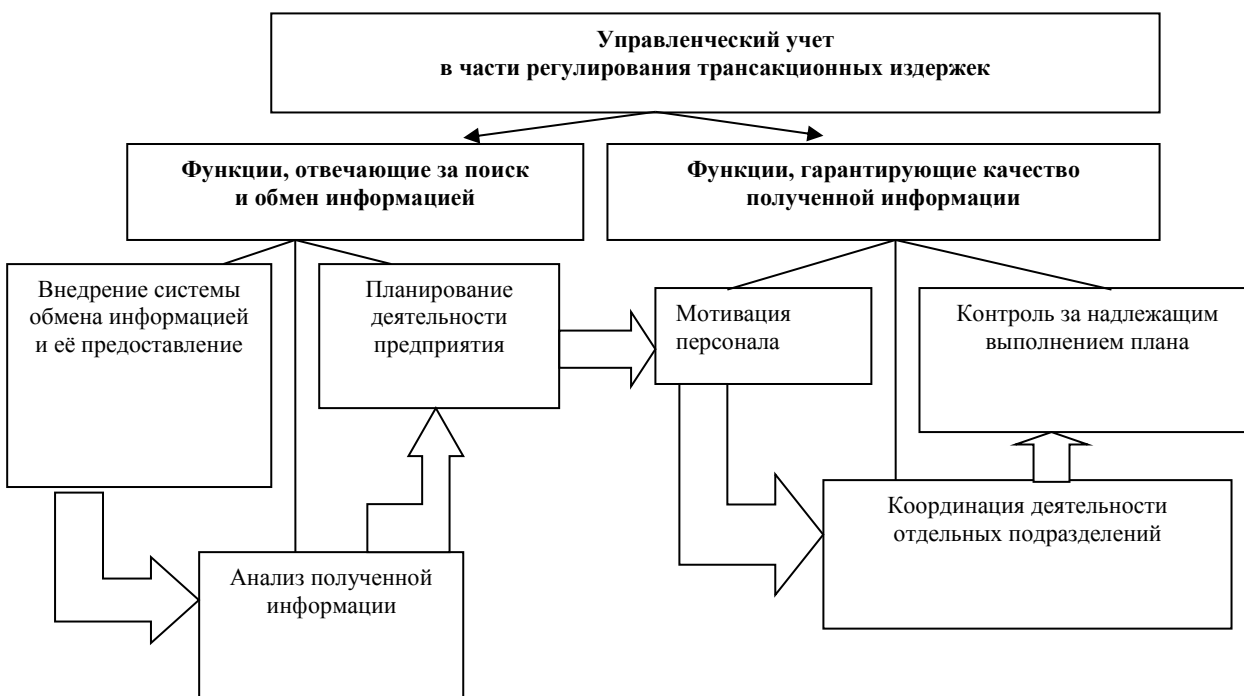 Управленческий учет
в части регулирования трансакционных издержек
Функции, отвечающие за поиск
и обмен информацией
Функции, гарантирующие качество
полученной информации
Внедрение системы
обмена информацией
и её предоставление
Планирование
деятельности
предприятия
Мотивация
персонала
Контроль за надлежащим
выполнением плана
Анализ полученной
информации
Координация деятельности
отдельных подразделений